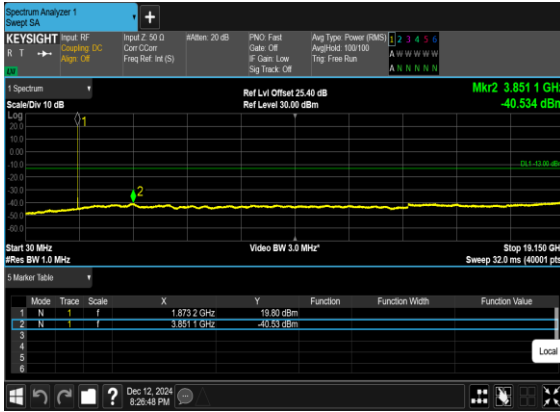 Spectrum Analyzer 1
Swept SA
+
KEYSIGHT Input: RF Input Z: 50 Ω #Atten: 20 dB PNO: Fast Avg Type: Power (RMS) 1 2 3 4 5 6
R T Coupling: DC Corr CCorr Gate: Off Avg|Hold: 100/100 A W W W W W
Align: Off Freq Ref: Int (S) IF Gain: Low Trig: Free Run
Sig Track: Off A N N N N N
1 Spectrum
Scale/Div 10 dB
Ref Lvl Offset 25.40 dB
Ref Level 30.00 dBm
Mkr2 3.851 1 GHz
-40.534 dBm
Log
1
20.0
10.0
0.00
-10.0
DL1 -13.00 dBm
-20.0
-30.0
2
-40.0
-50.0
-60.0
Start 30 MHz Video BW 3.0 MHz* Stop 19.150 GHz
#Res BW 1.0 MHz Sweep 32.0 ms (40001 pts)
5 Marker Table
Mode Trace Scale X Y Function Function Width Function Value
1 N 1 f 1.873 2 GHz 19.80 dBm
2 N 1 f 3.851 1 GHz -40.53 dBm
3
4
5
6
Local
? Dec 12, 2024
8:26:48 PM